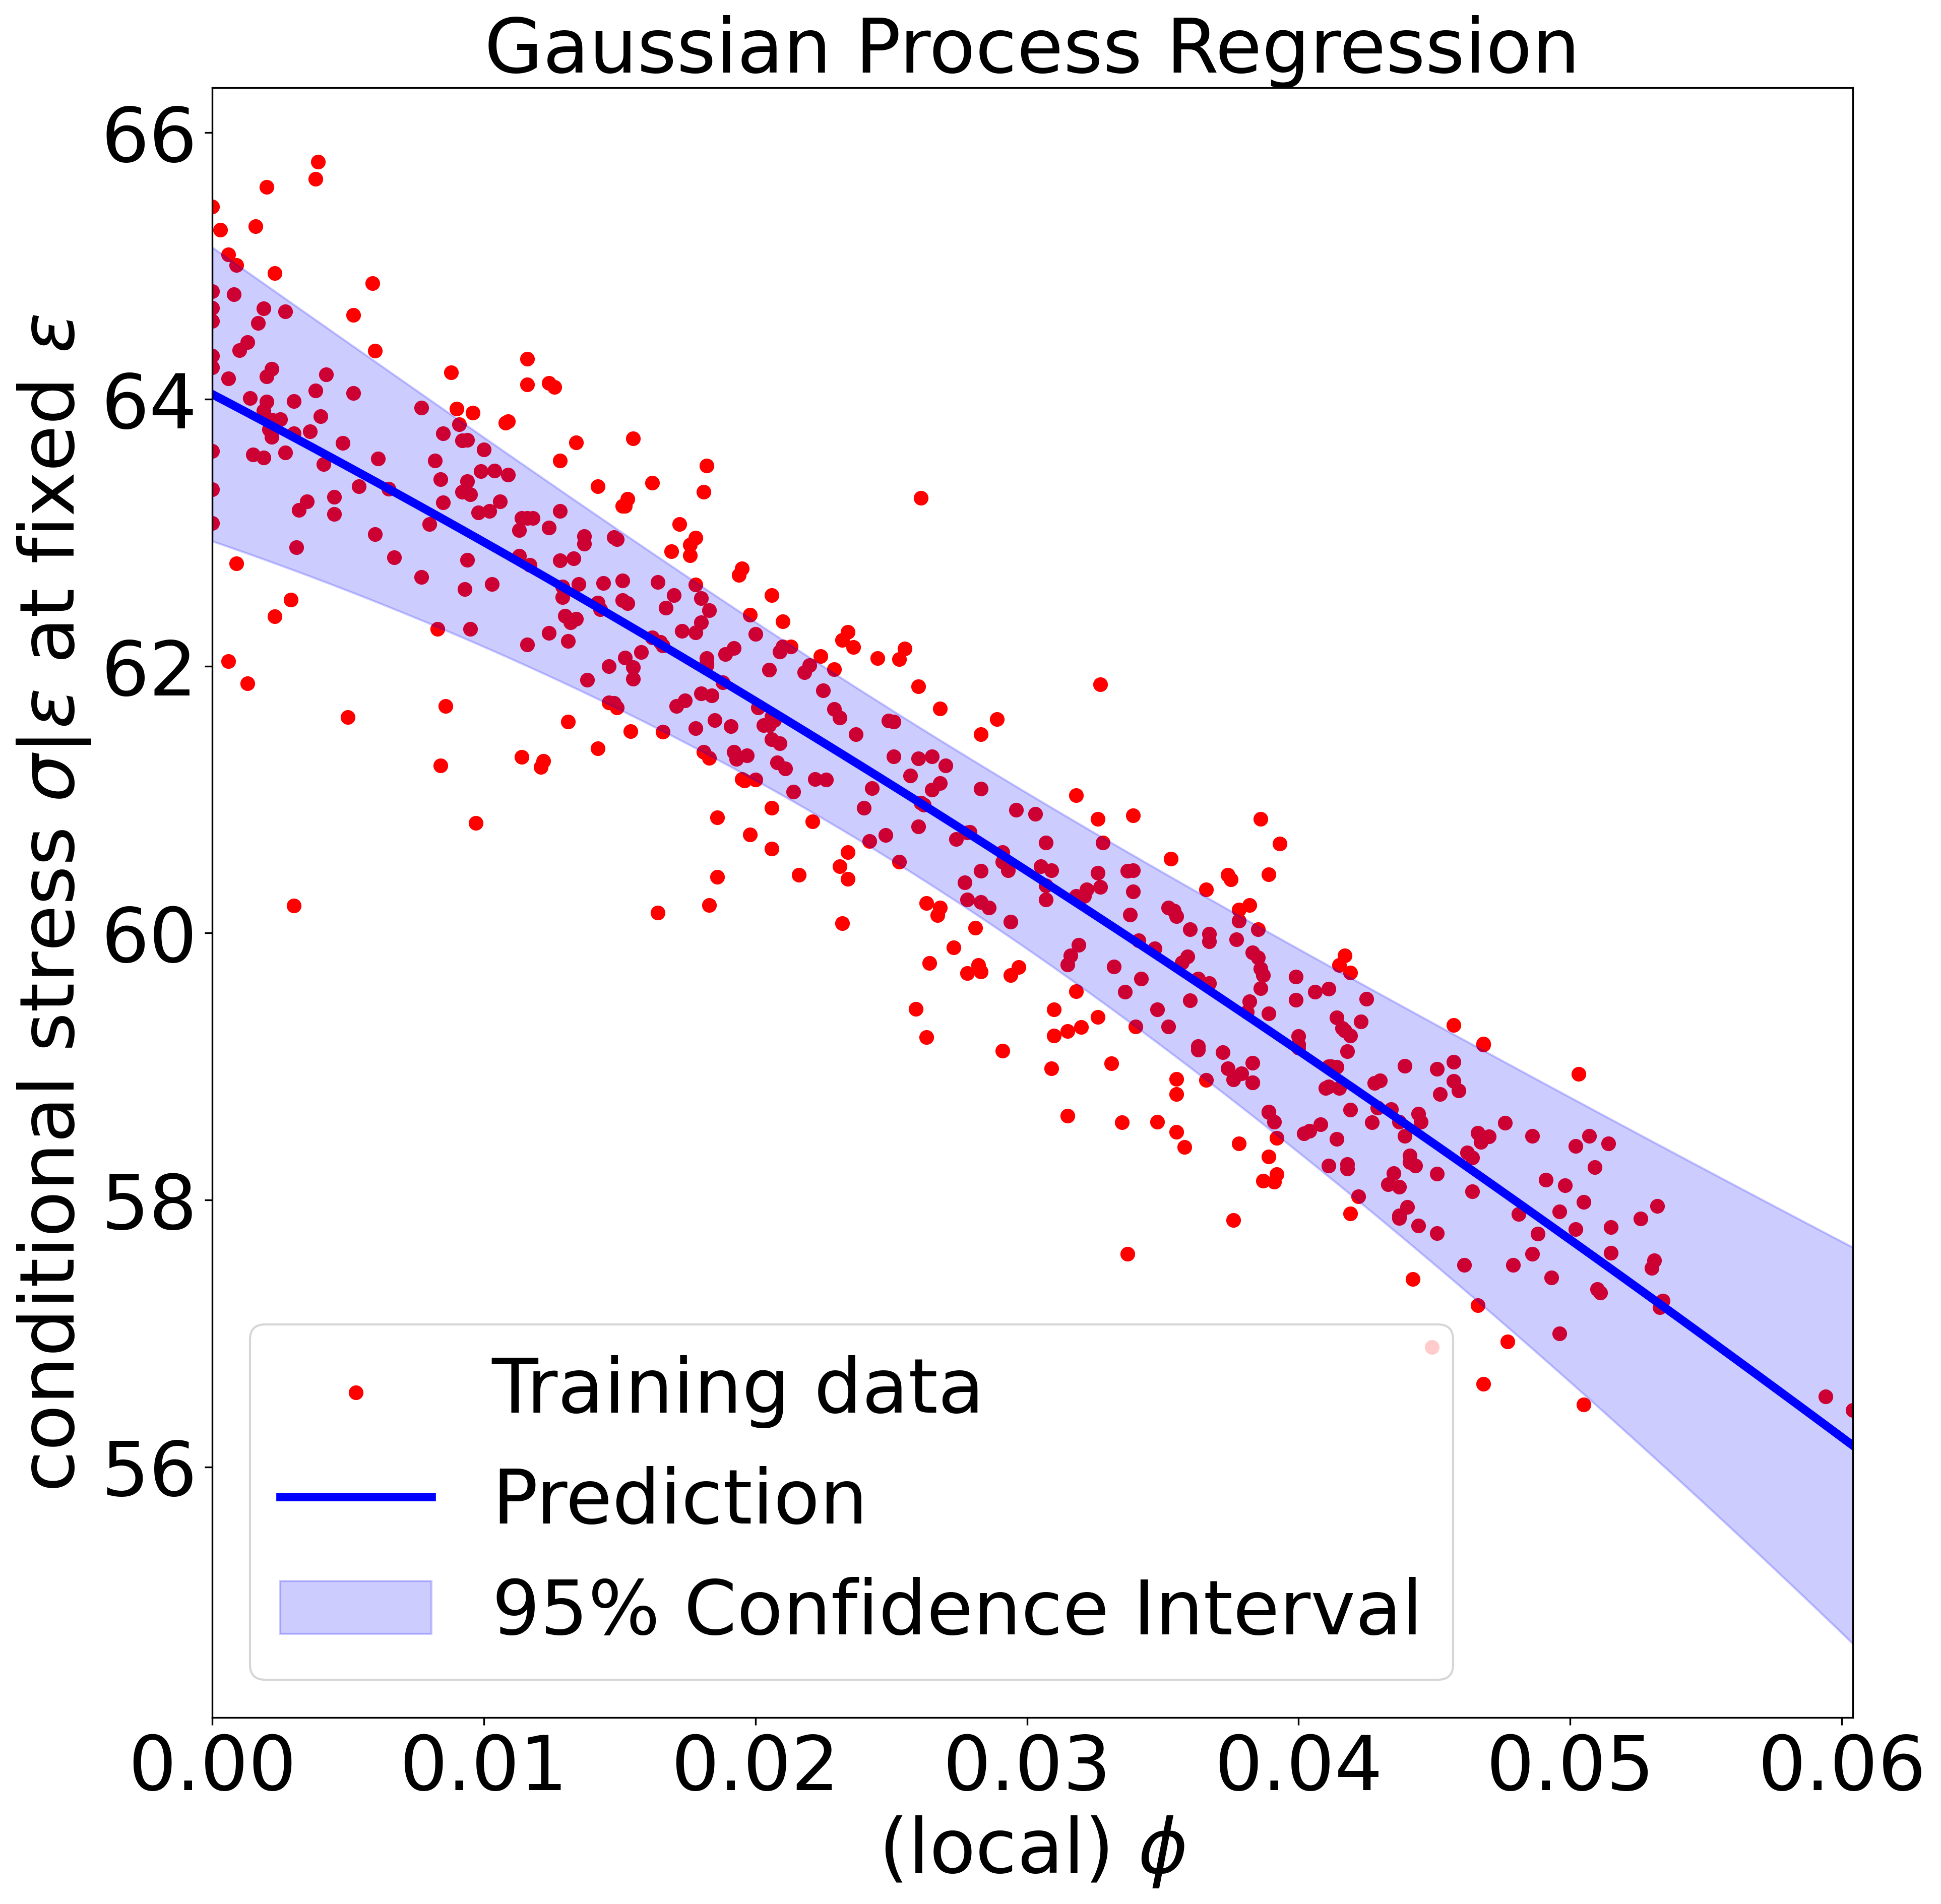 Gaussian Process Regression
66
64
62
60
58
56
conditional stress σ|ε at fixed ε
Training data
Prediction
95% Confidence Interval
0.00 0.01 0.02 0.03 0.04 0.05 0.06
(local) ϕ